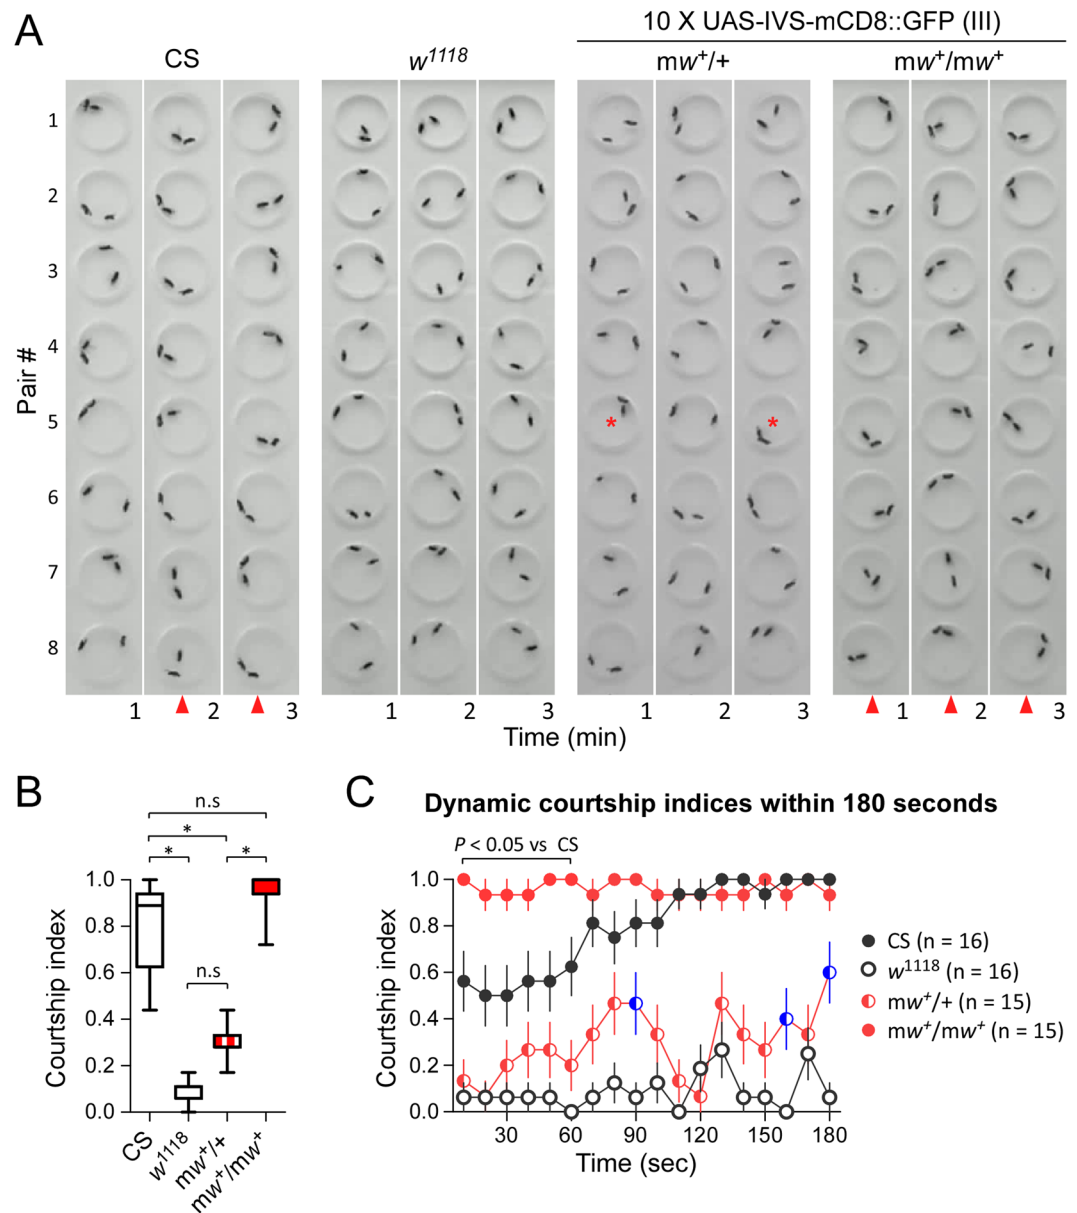 A
10 X UAS-IVS-mCD8::GFP (III)
CS
w1118
mw+/+
mw+/mw+
Pair #
1
2
3
4
5
* *
6
7
8
1 2 3
1 2 3
1 2 3
1 2 3
Time (min)
B
n.s
*
* *
n.s
Courtship index
1.0
0.8
0.6
0.4
0.2
0.0
CS
w1118
mw+/+
mw+/mw+
C
Dynamic courtship indices within 180 seconds
P < 0.05 vs CS
Courtship index
1.0
0.8
0.6
0.4
0.2
0.0
30 60 90 120 150 180
Time (sec)
CS (n = 16)
w1118 (n = 16)
mw+/+ (n = 15)
mw+/mw+ (n = 15)